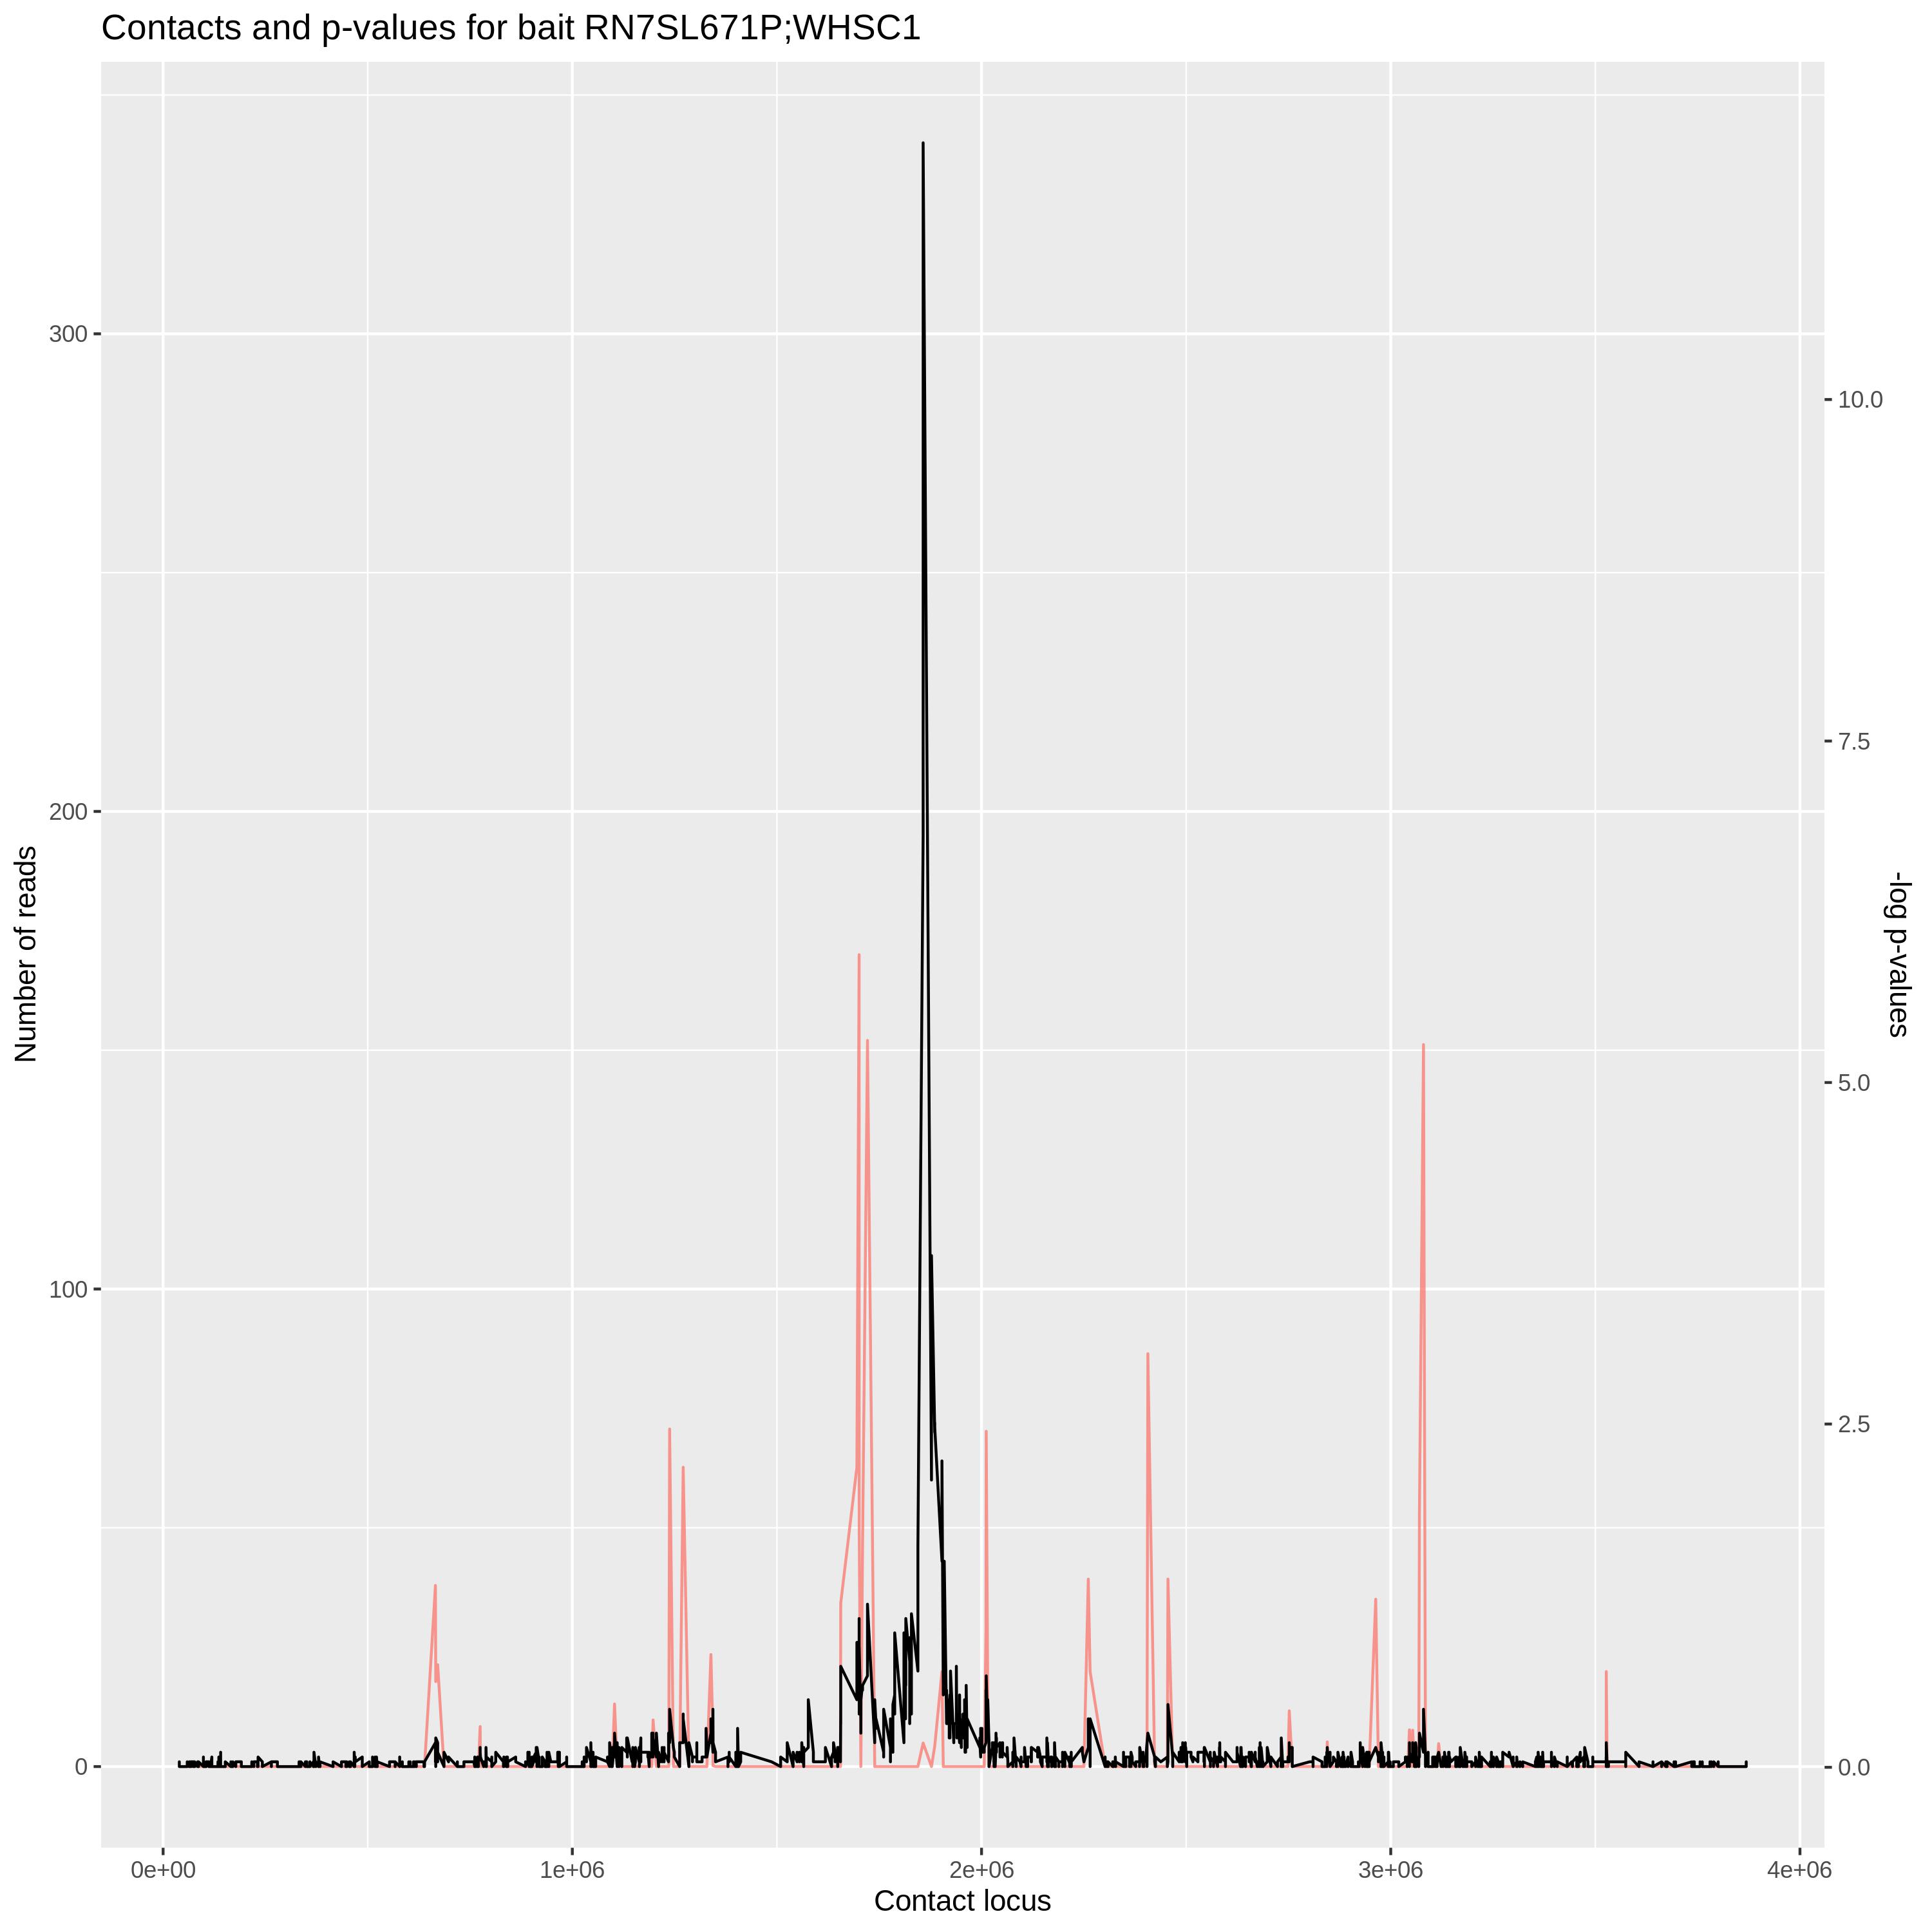 Contacts and p-values for bait RN7SL671P;WHSC1
300
200
100
0
Number of reads
10.0
7.5
5.0
2.5
0.0
-log p-values
0e+00
1e+06
2e+06
3e+06
4e+06
Contact locus